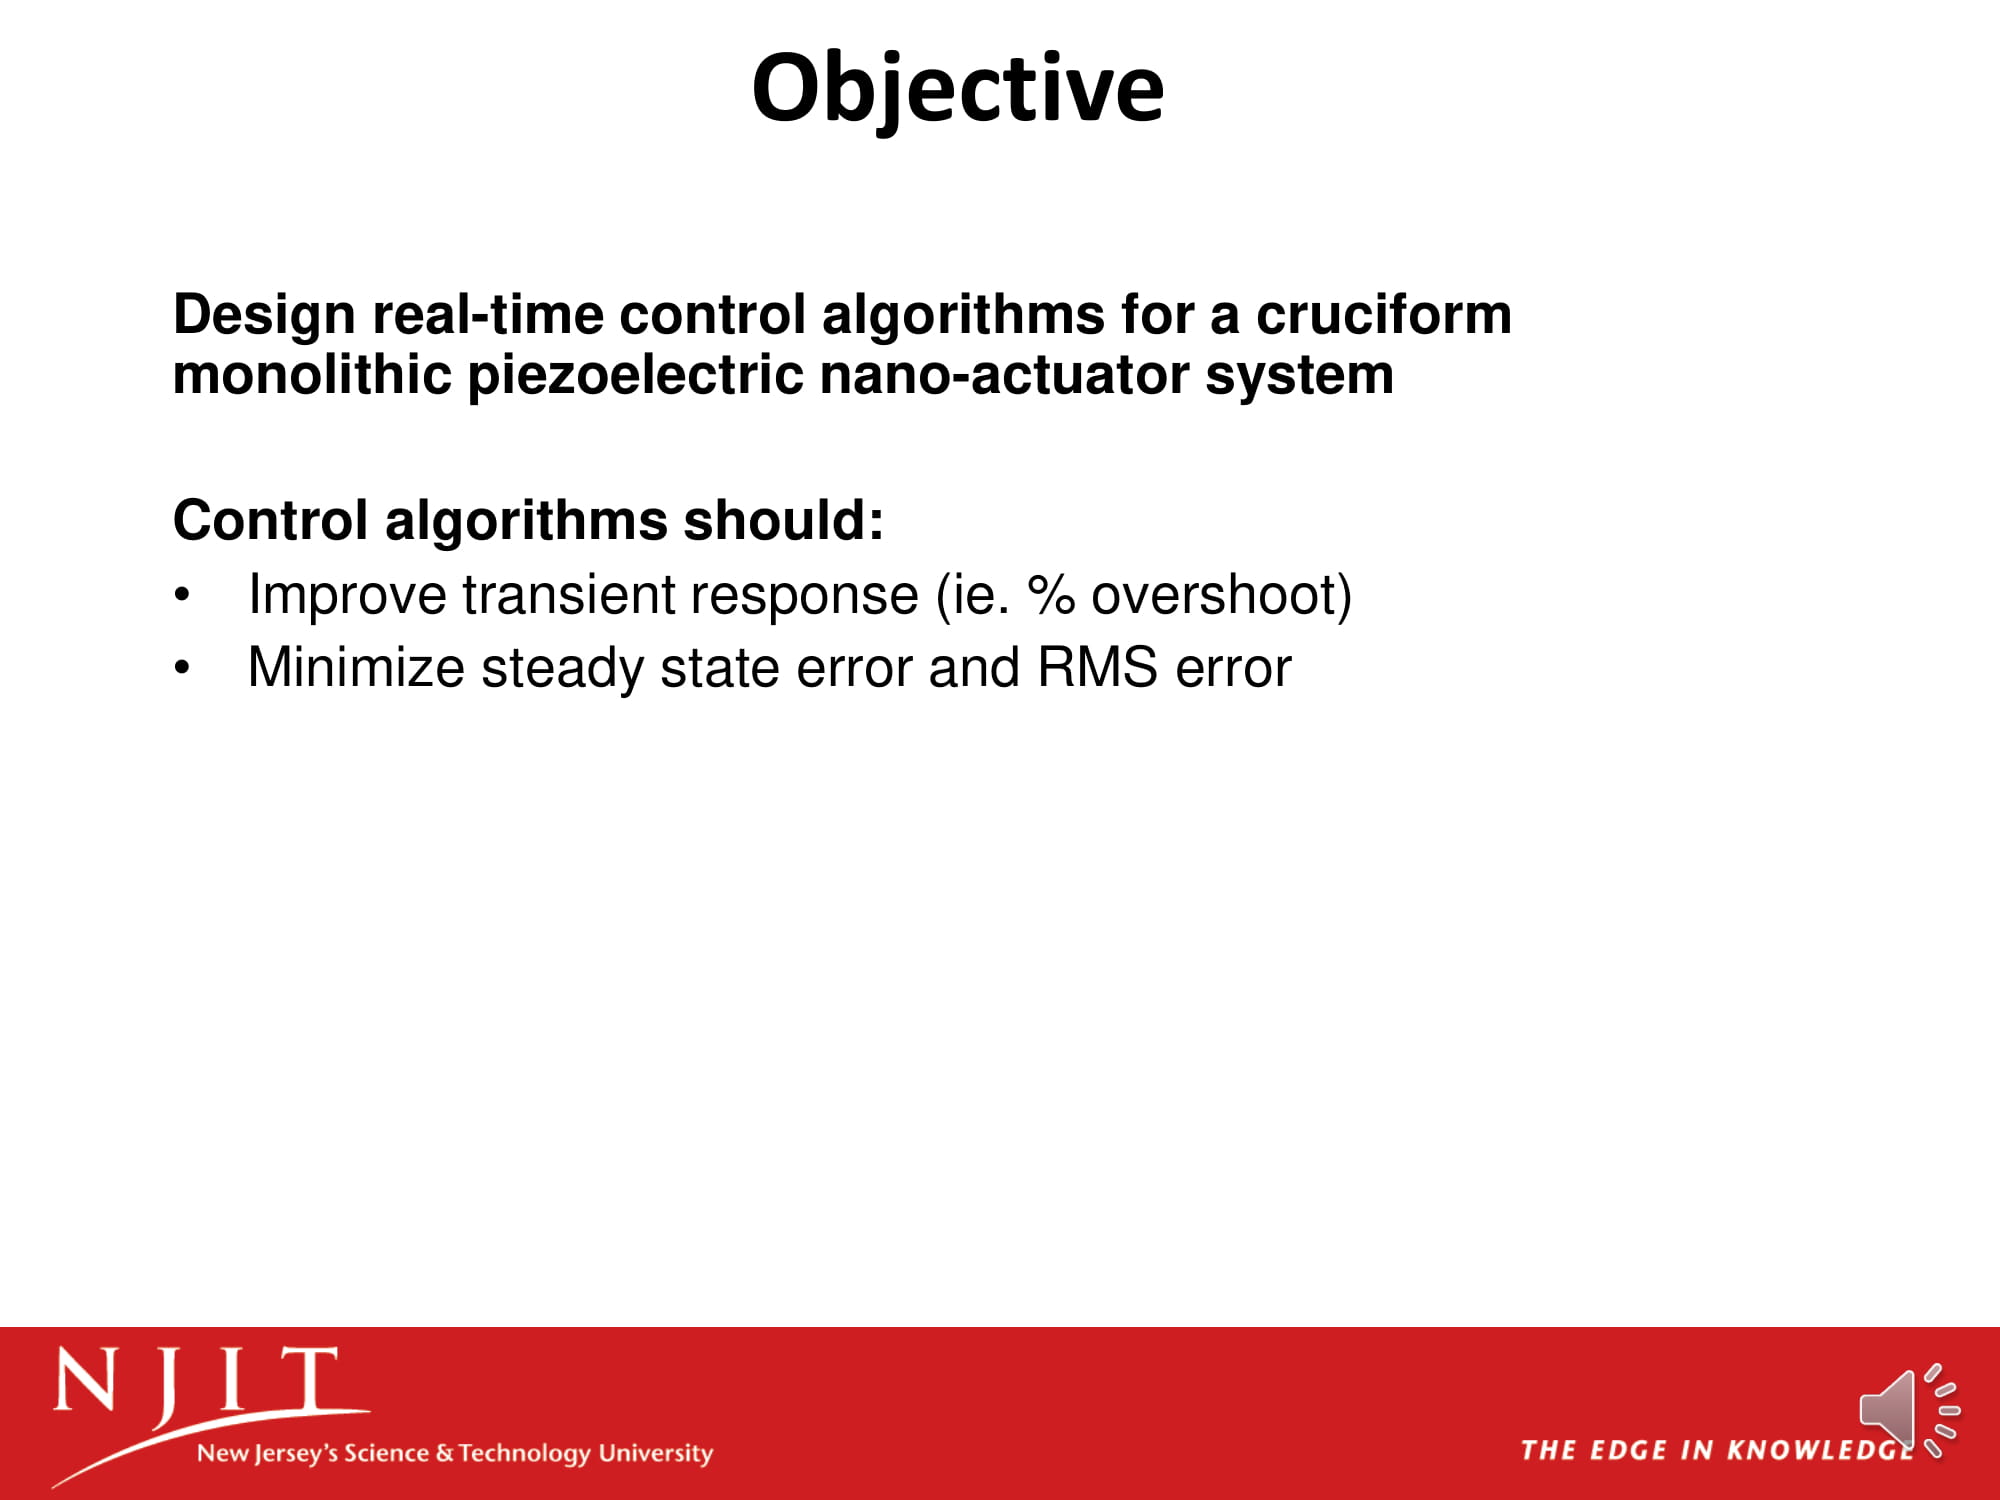 Objective
Design real-time control algorithms for a cruciform
monolithic piezoelectric nano-actuator system
Control algorithms should:
• Improve transient response (ie. % overshoot)
• Minimize steady state error and RMS error
NJIT
New Jersey's Science & Technology University
THE EDGE IN KNOWLEDGE